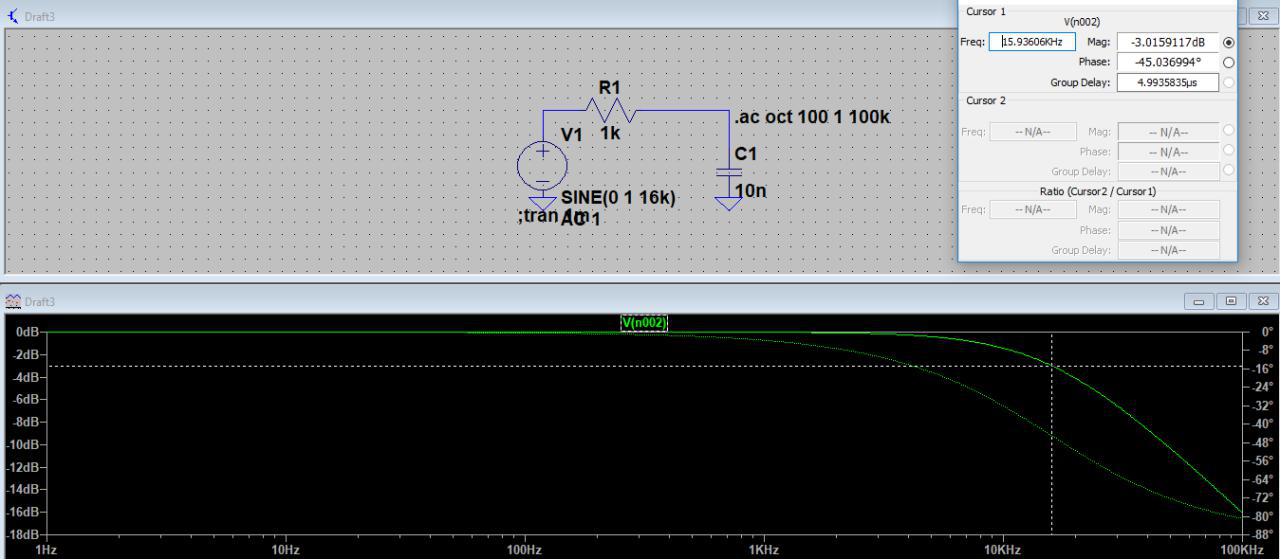 Draft3
Cursor 1
V(n002)
Freq: 15.93606KHz Mag: -3.0159117dB
Phase: -45.036994°
Group Delay: 4.9935835µs
Cursor 2
Freq: -- N/A-- Mag: -- N/A--
Phase: -- N/A--
Group Delay: -- N/A--
Ratio (Cursor2 / Cursor1)
Freq: -- N/A-- Mag: -- N/A--
Phase: -- N/A--
Group Delay: -- N/A--
R1
1k
.ac oct 100 1 100k
V1
C1
10n
SINE(0 1 16k)
;tran 1m
AC 1
Draft3
V(n002)
0dB 0°
-2dB -8°
-4dB -16°
-6dB -24°
-8dB -32°
-10dB -40°
-12dB -48°
-14dB -56°
-16dB -64°
-18dB -72°
-80°
-88°
1Hz 10Hz 100Hz 1KHz 10KHz 100KHz